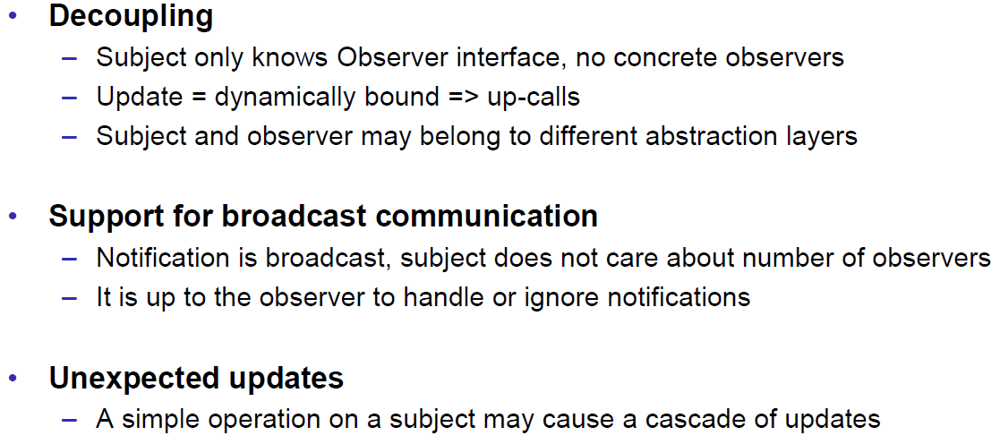 • Decoupling
– Subject only knows Observer interface, no concrete observers
– Update = dynamically bound => up-calls
– Subject and observer may belong to different abstraction layers
• Support for broadcast communication
– Notification is broadcast, subject does not care about number of observers
– It is up to the observer to handle or ignore notifications
• Unexpected updates
– A simple operation on a subject may cause a cascade of updates